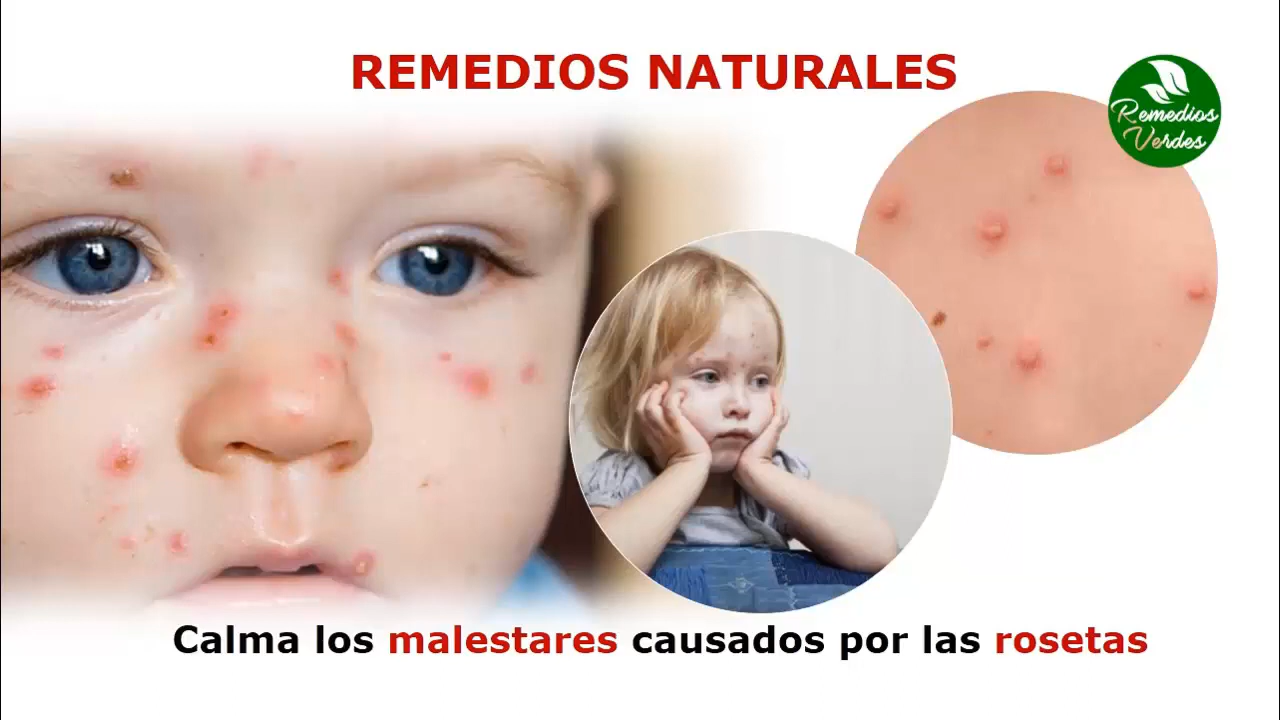 REMEDIOS NATURALES
Remedios
Verdes
Calma los malestares causados por las rosetas